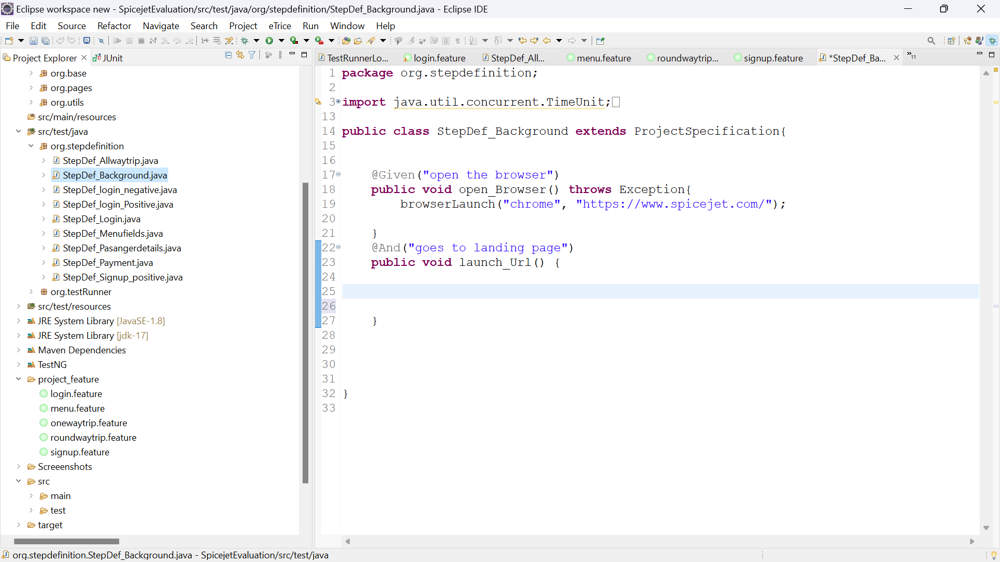 Eclipse workspace new - SpicejetEvaluation/src/test/java/org/stepdefinition/StepDef_Background.java - Eclipse IDE
File Edit Source Refactor Navigate Search Project eTrice Run Window Help
Project Explorer
JUnit
org.base
org.pages
org.utils
src/main/resources
src/test/java
org.stepdefinition
StepDef_Allwaytrip.java
StepDef_Background.java
StepDef_login_negative.java
StepDef_login_Positive.java
StepDef_Login.java
StepDef_Menufields.java
StepDef_Pasangerdetails.java
StepDef_Payment.java
StepDef_Signup_positive.java
org.testRunner
src/test/resources
JRE System Library [JavaSE-1.8]
JRE System Library [jdk-17]
Maven Dependencies
TestNG
project_feature
login.feature
menu.feature
onewaytrip.feature
roundwaytrip.feature
signup.feature
Screeenshots
src
main
test
target
TestRunnerLo... login.feature StepDef_All... menu.feature roundwaytrip... signup.feature *StepDef_Ba... »11
1 package org.stepdefinition;
2
3 import java.util.concurrent.TimeUnit;
13
14 public class StepDef_Background extends ProjectSpecification{
15
16
17 @Given("open the browser")
18 public void open_Browser() throws Exception{
19 browserLaunch("chrome", "https://www.spicejet.com/");
20
21 }
22 @And("goes to landing page")
23 public void launch_Url() {
24
25
26
27 }
28
29
30
31
32 }
33
org.stepdefinition.StepDef_Background.java - SpicejetEvaluation/src/test/java